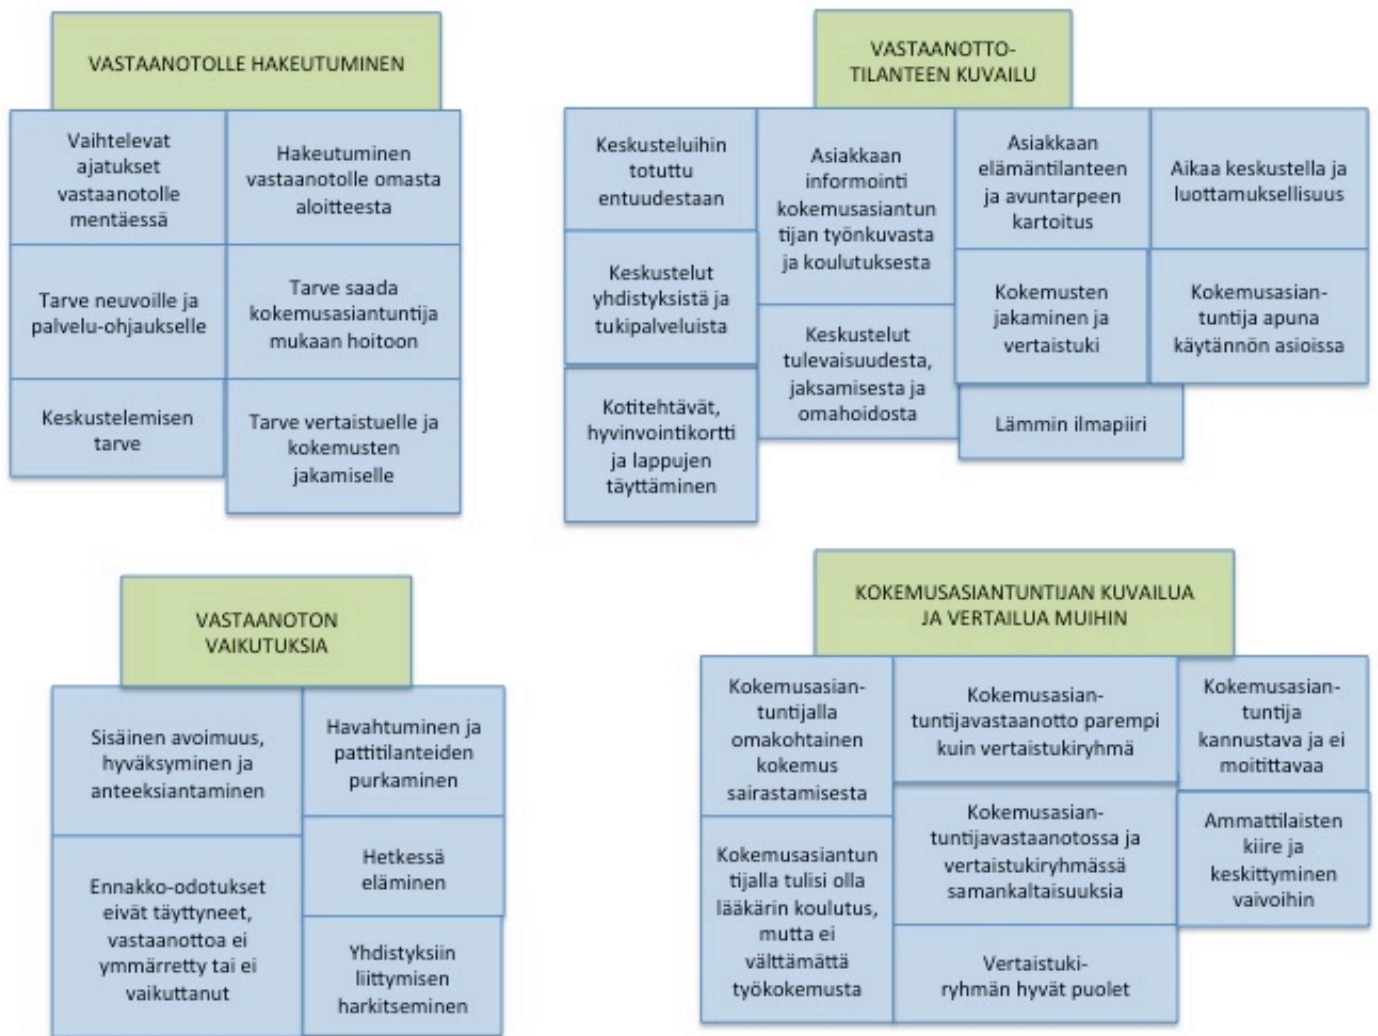 VASTAANOTOLLE HAKEUTUMINEN
Vaihtelevat
ajatukset
vastaanotolle
mentäessä
Hakeutuminen
vastaanotolle omasta
aloitteesta
Tarve neuvoille ja
palvelu-ohjaukselle
Tarve saada
kokemusasiantuntija
mukaan hoitoon
Keskustelemisen
tarve
Tarve vertaistuelle ja
kokemusten
jakamiselle
VASTAANOTTO-
TILANTEEN KUVAILU
Keskusteluihin
totuttu
entuudestaan
Asiakkaan
informointi
kokemusasiantun
tijan työnkuvasta
ja koulutuksesta
Asiakkaan
elämäntilanteen
ja avuntarpeen
kartoitus
Aikaa keskustella ja
luottamuksellisuus
Keskustelut
yhdistyksistä ja
tukipalveluista
Keskustelut
tulevaisuudesta,
jaksamisesta ja
omahoidosta
Kokemusten
jakaminen ja
vertaistuki
Kokemusasian-
tuntija apuna
käytännön asioissa
Kotitehtävät,
hyvinvointikortti
ja lappujen
täyttäminen
Lämmin ilmapiiri
VASTAANOTON
VAIKUTUKSIA
Sisäinen avoimuus,
hyväksyminen ja
anteeksiantaminen
Havahtuminen ja
pattitilanteiden
purkaminen
Hetkessä
eläminen
Ennakko-odotukset
eivät täyttyneet,
vastaanottoa ei
ymmärretty tai ei
vaikuttanut
Yhdistyksiin
liittymisen
harkitseminen
KOKEMUSASIANTUNTIJAN KUVAILUA
JA VERTAILUA MUIHIN
Kokemusasian-
tuntijalla
omakohtainen
kokemus
sairastamisesta
Kokemusasian-
tuntijavastaanotto parempi
kuin vertaistukiryhmä
Kokemusasian-
tuntija
kannustava ja ei
moitittavaa
Kokemusasiantun
tijalla tulisi olla
lääkärin koulutus,
mutta ei
välttämättä
työkokemusta
Kokemusasian-
tuntijavastaanotossa ja
vertaistukiryhmässä
samankaltaisuuksia
Ammattilaisten
kiire ja
keskittyminen
vaivoihin
Vertaistuki-
ryhmän hyvät puolet